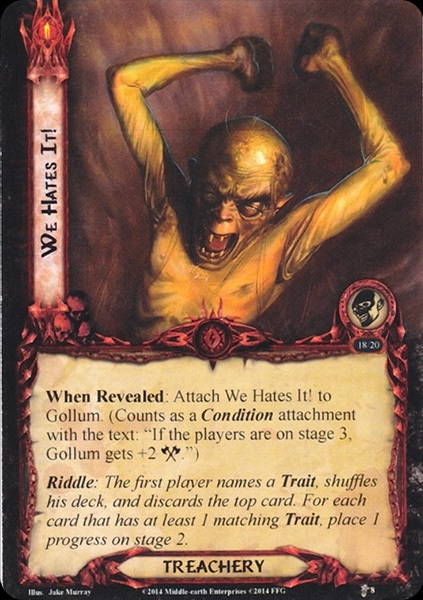 We Hates It!
18-20
When Revealed: Attach We Hates It! to
Gollum. (Counts as a Condition attachment
with the text: “If the players are on stage 3,
Gollum gets +2 .”)
Riddle: The first player names a Trait, shuffles
his deck, and discards the top card. For each
card that has at least 1 matching Trait, place 1
progress on stage 2.
TREACHERY
Illus. Jake Murray
©2014 Middle-earth Enterprises ©2014 FFG
8